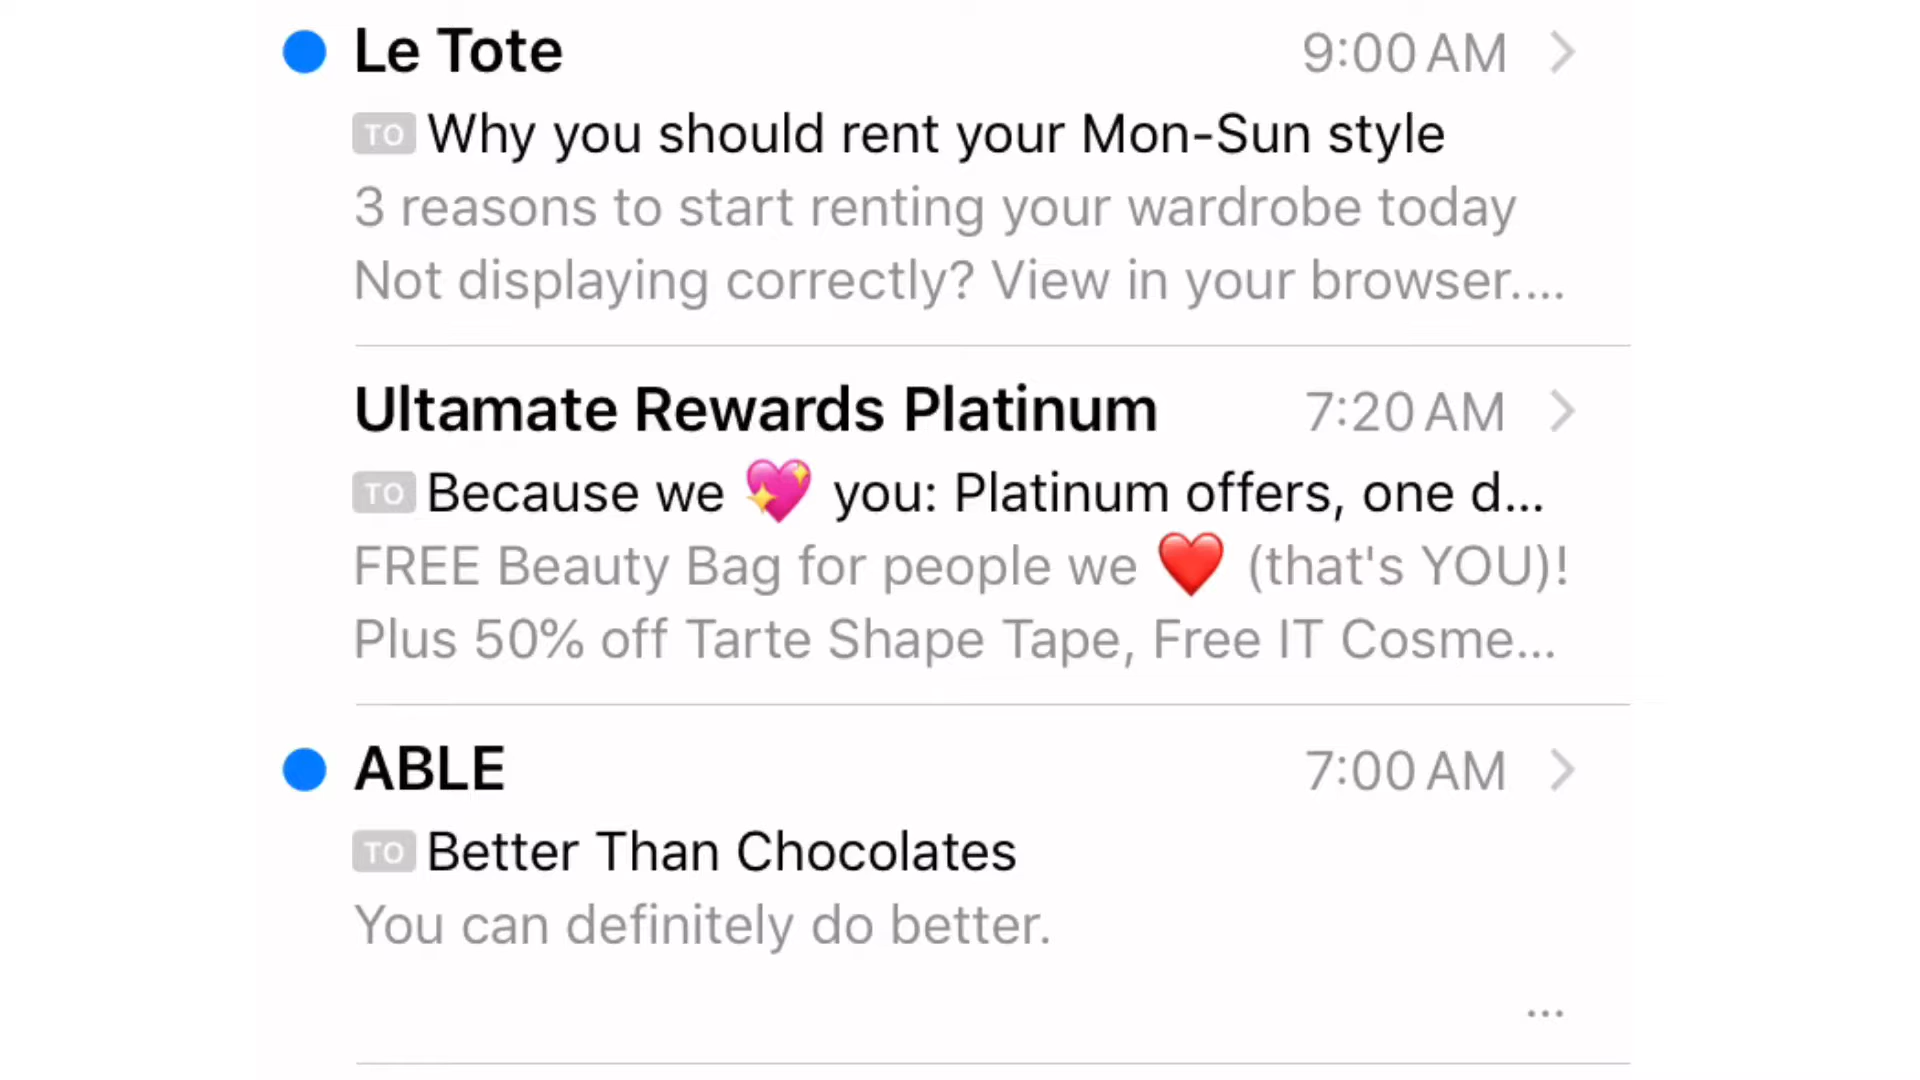 Le Tote 9:00 AM
TO Why you should rent your Mon-Sun style
3 reasons to start renting your wardrobe today
Not displaying correctly? View in your browser....
Ultamate Rewards Platinum 7:20 AM
TO Because we 💖 you: Platinum offers, one d...
FREE Beauty Bag for people we ❤️ (that's YOU)!
Plus 50% off Tarte Shape Tape, Free IT Cosme...
ABLE 7:00 AM
TO Better Than Chocolates
You can definitely do better.
...